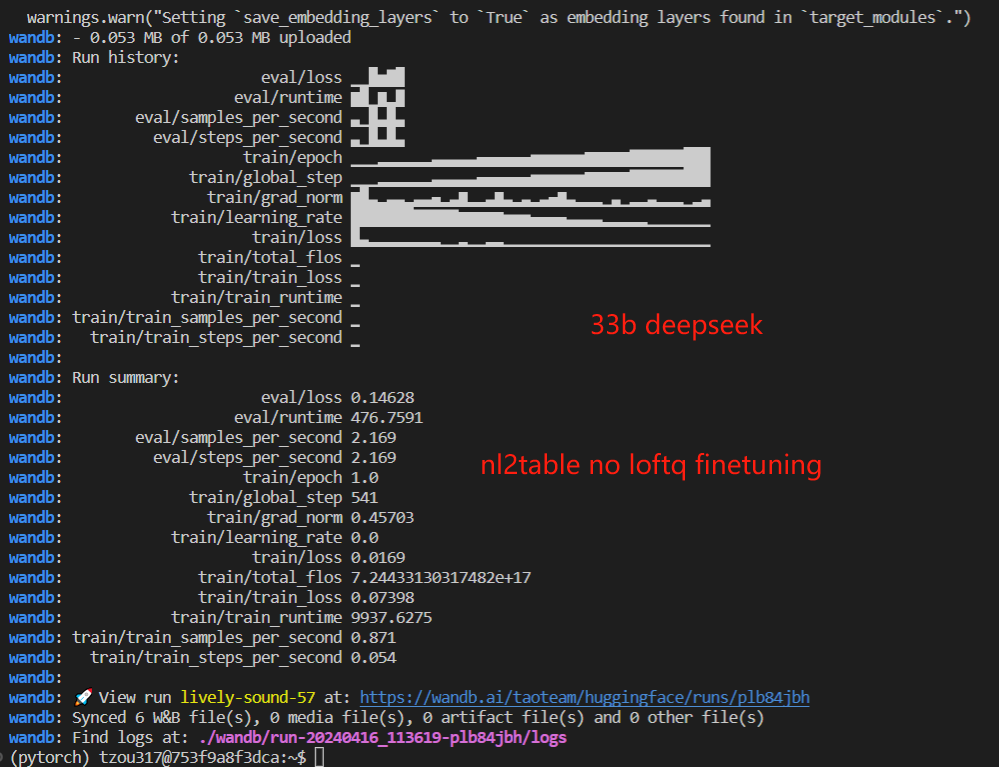 warnings.warn("Setting `save_embedding_layers` to `True` as embedding layers found in `target_modules`.")
wandb: - 0.053 MB of 0.053 MB uploaded
wandb: Run history:
wandb: eval/loss
wandb: eval/runtime
wandb: eval/samples_per_second
wandb: eval/steps_per_second
wandb: train/epoch
wandb: train/global_step
wandb: train/grad_norm
wandb: train/learning_rate
wandb: train/loss
wandb: train/total_flos
wandb: train/train_loss
wandb: train/train_runtime
wandb: train/train_samples_per_second
33b deepseek
wandb: train/train_steps_per_second
wandb:
wandb: Run summary:
wandb: eval/loss 0.14628
wandb: eval/runtime 476.7591
wandb: eval/samples_per_second 2.169
wandb: eval/steps_per_second 2.169
nl2table no loftq finetuning
wandb: train/epoch 1.0
wandb: train/global_step 541
wandb: train/grad_norm 0.45703
wandb: train/learning_rate 0.0
wandb: train/loss 0.0169
wandb: train/total_flos 7.24433130317482e+17
wandb: train/train_loss 0.07398
wandb: train/train_runtime 9937.6275
wandb: train/train_samples_per_second 0.871
wandb: train/train_steps_per_second 0.054
wandb:
wandb: 🚀 View run lively-sound-57 at: https://wandb.ai/taoteam/huggingface/runs/plb84jbh
wandb: Synced 6 W&B file(s), 0 media file(s), 0 artifact file(s) and 0 other file(s)
wandb: Find logs at: ./wandb/run-20240416_113619-plb84jbh/logs
(pytorch) tzou317@753f9a8f3dca:~$